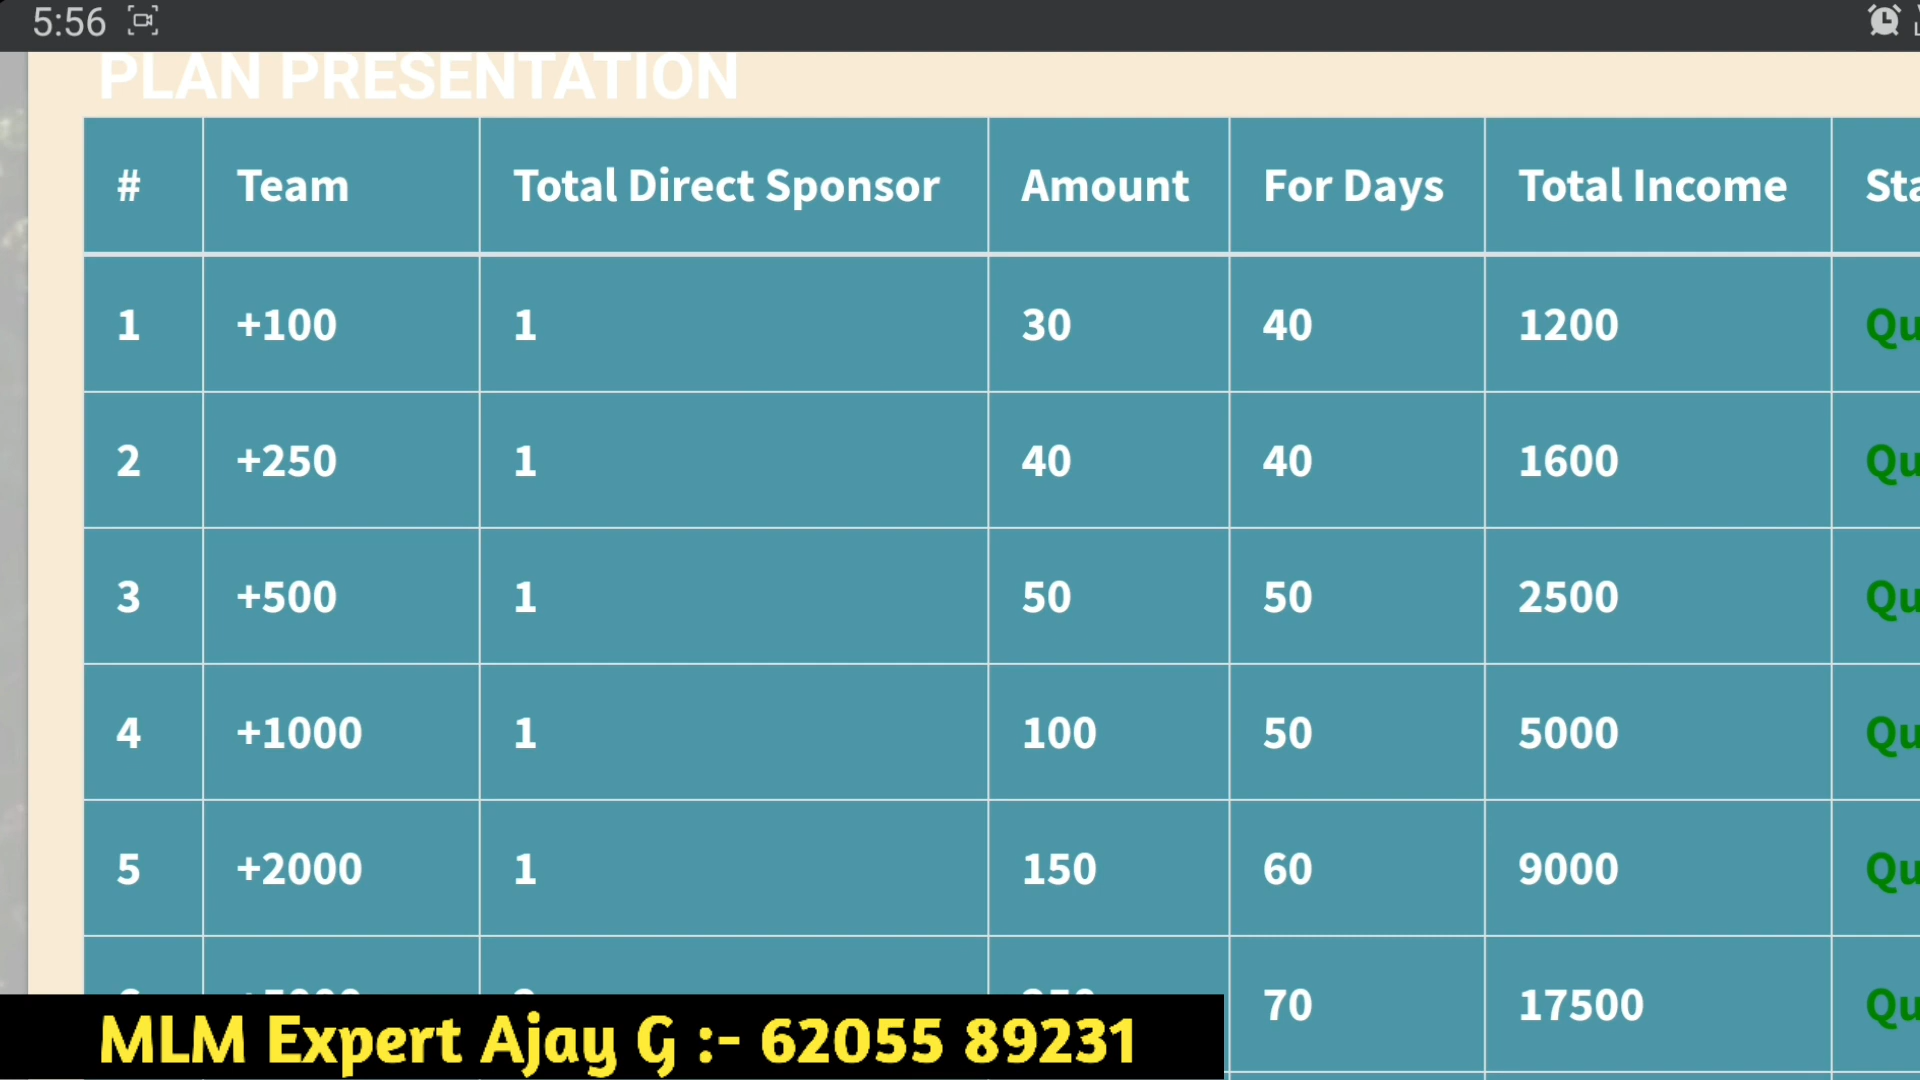 5:56
PLAN PRESENTATION
# Team Total Direct Sponsor Amount For Days Total Income
1 +100 1 30 40 1200
2 +250 1 40 40 1600
3 +500 1 50 50 2500
4 +1000 1 100 50 5000
5 +2000 1 150 60 9000
70 17500
MLM Expert Ajay G :- 62055 89231